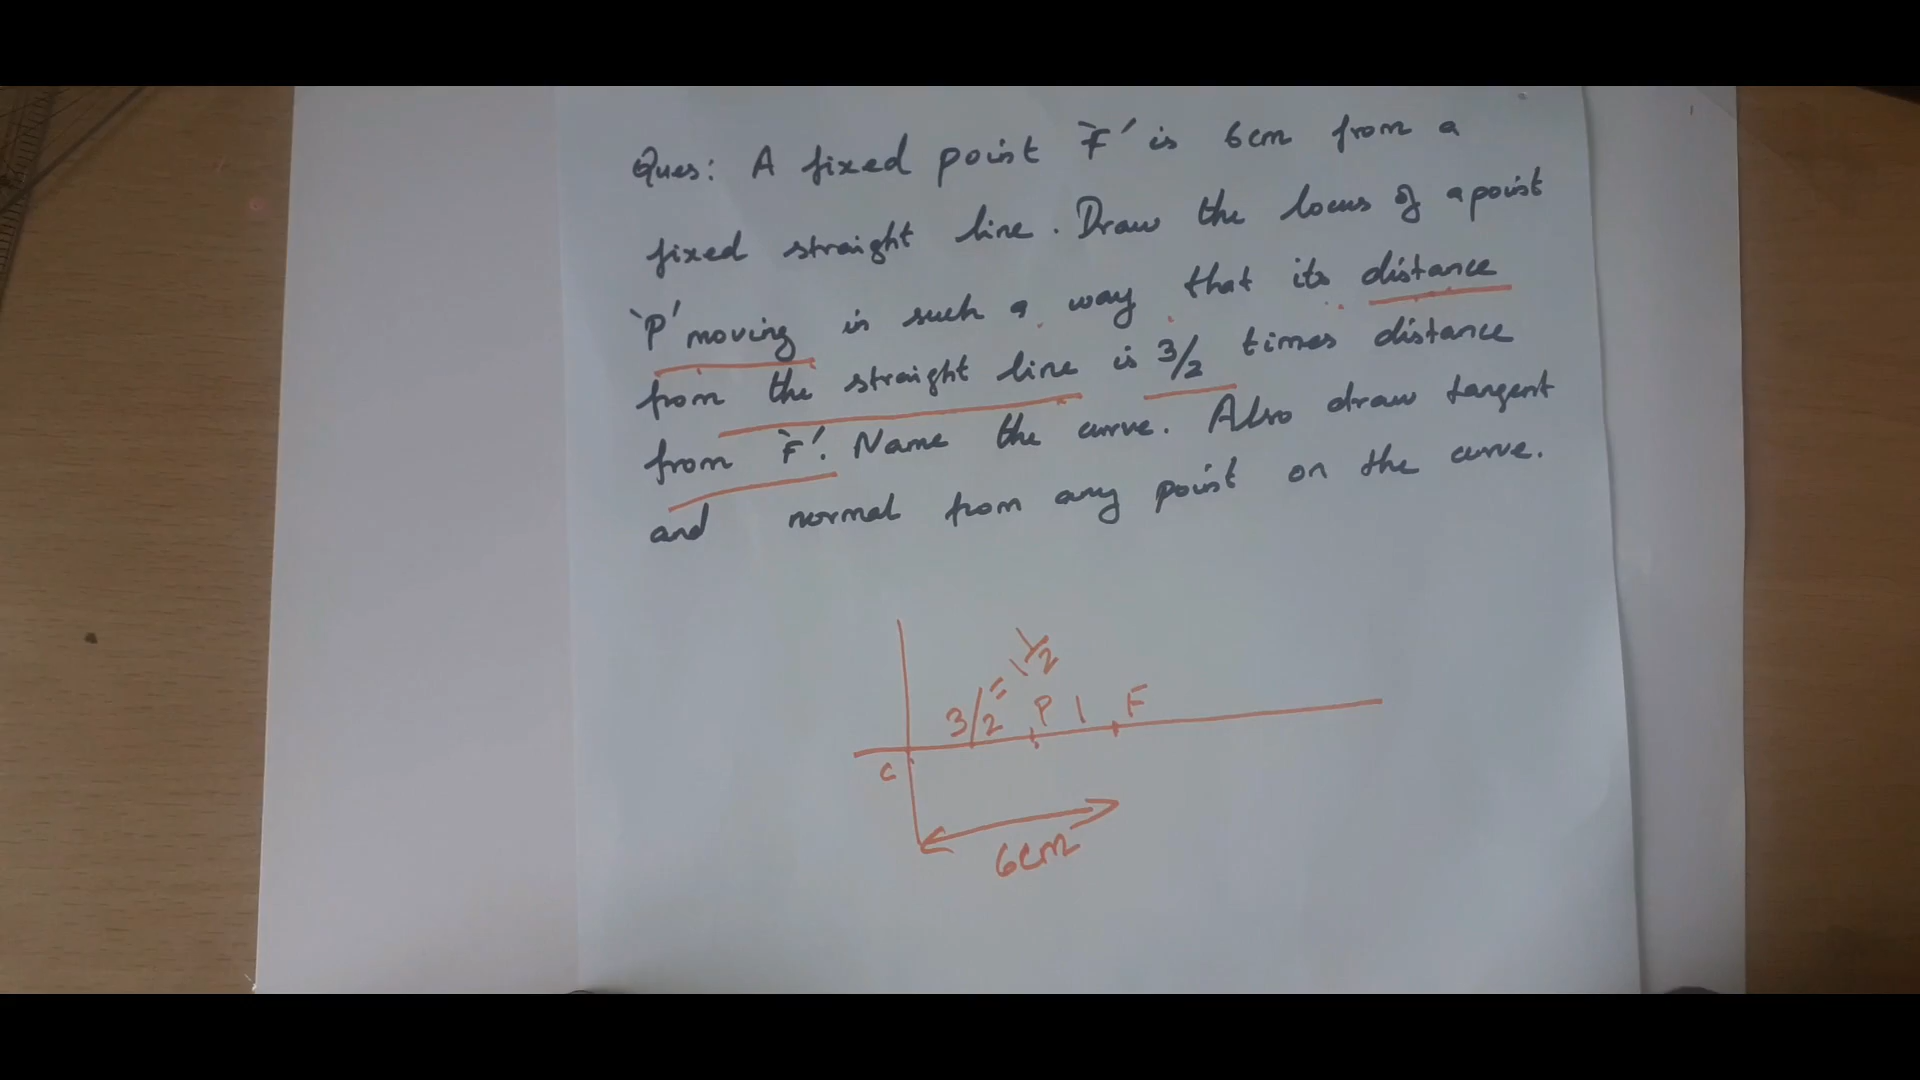 Ques: A fixed point 'F' is 6cm from a
fixed straight line. Draw the locus of a point
'P' moving in such a way that its distance
from the straight line is 3/2 times distance
from 'F'. Name the curve. Also draw tangent
and normal from any point on the curve.
3/2 = 1 1/2
P 1 F
C
6cm